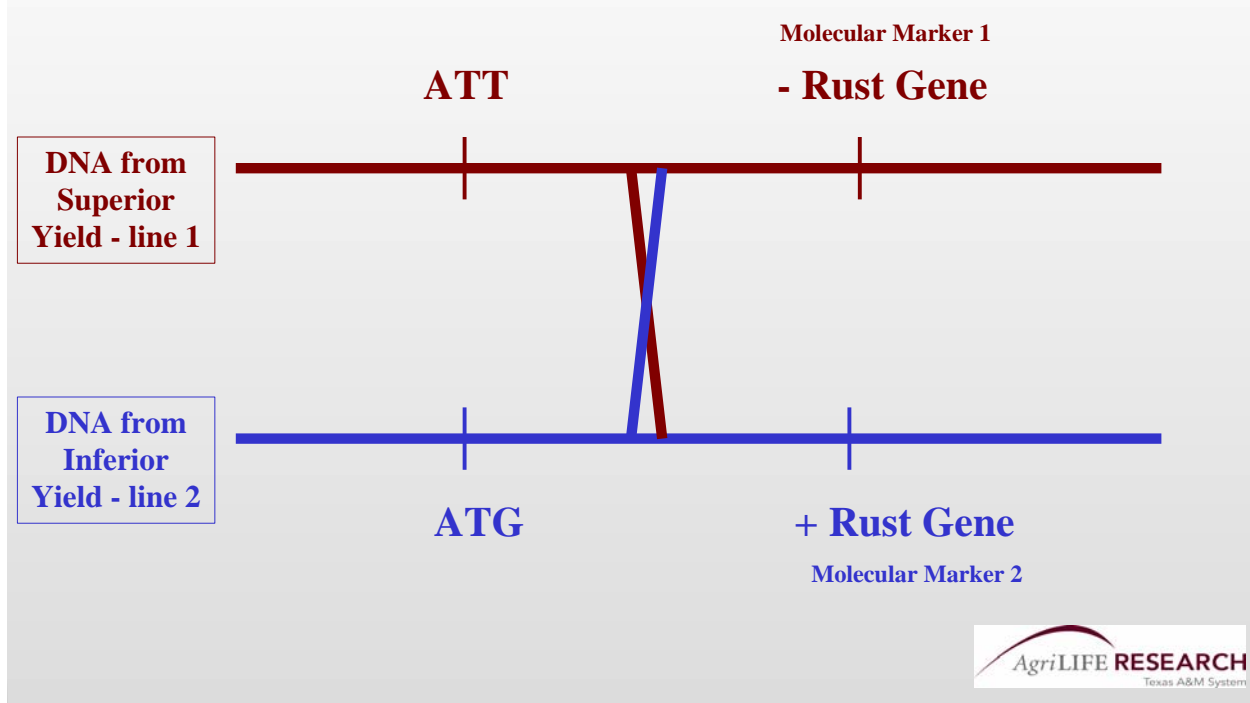 Molecular Marker 1
ATT
- Rust Gene
DNA from
Superior
Yield - line 1
DNA from
Inferior
Yield - line 2
ATG
+ Rust Gene
Molecular Marker 2
AgriLIFE RESEARCH
Texas A&M System